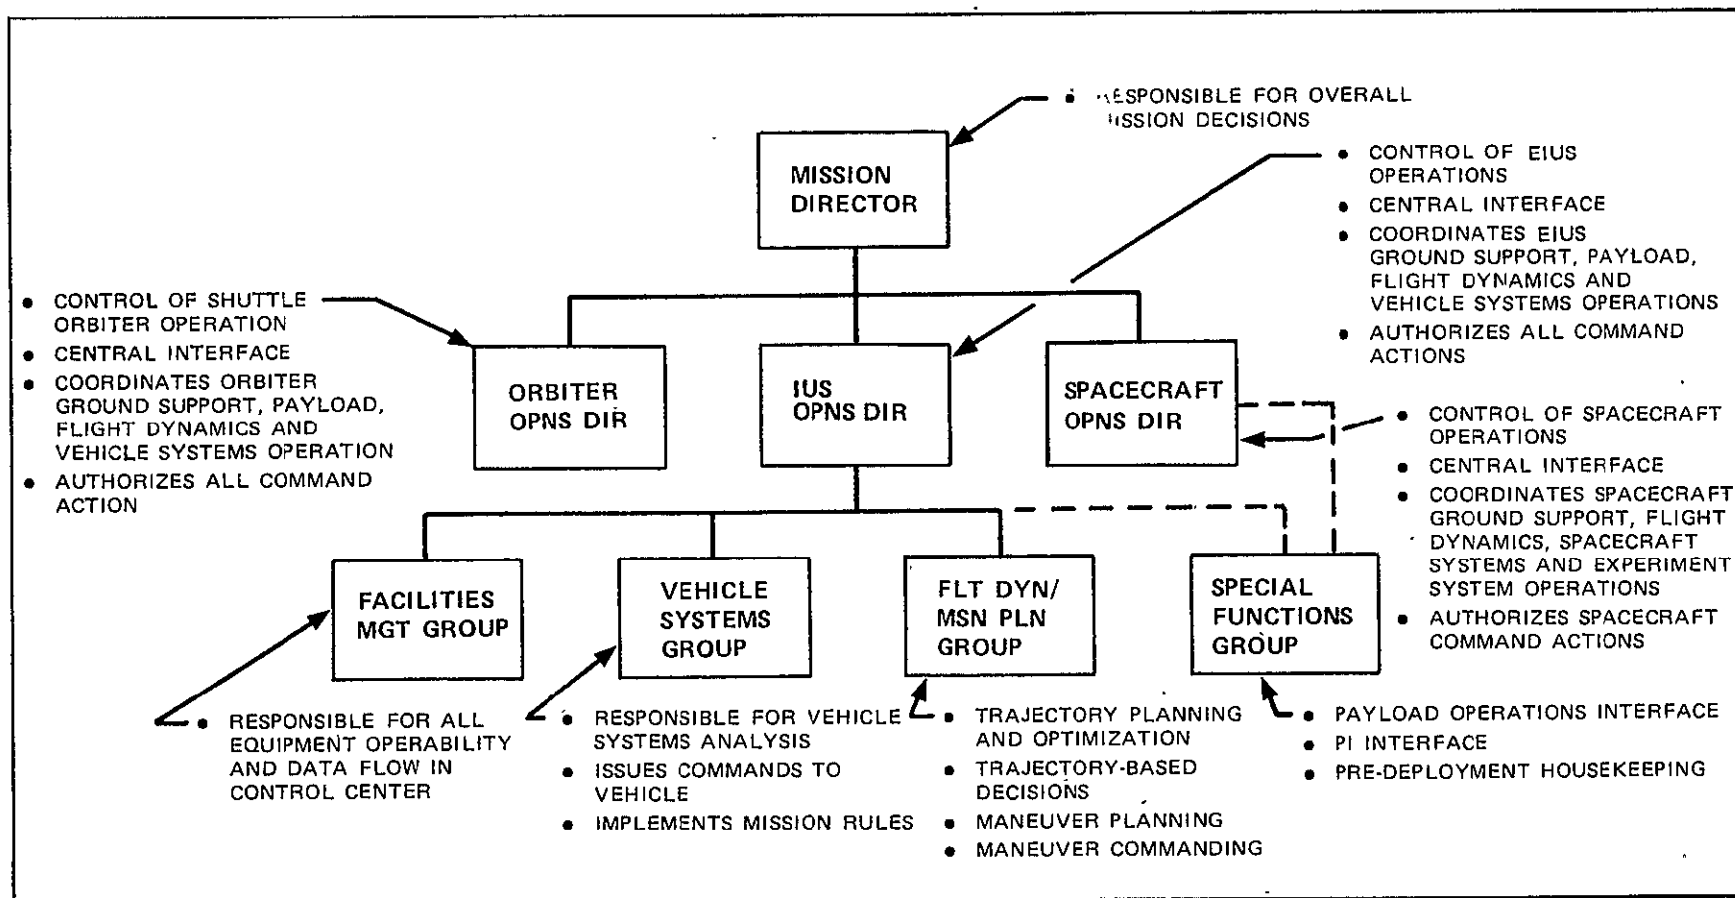 • RESPONSIBLE FOR OVERALL
MISSION DECISIONS
MISSION
DIRECTOR
• CONTROL OF EIUS
OPERATIONS
• CENTRAL INTERFACE
• COORDINATES EIUS
GROUND SUPPORT, PAYLOAD,
FLIGHT DYNAMICS AND
VEHICLE SYSTEMS OPERATIONS
• AUTHORIZES ALL COMMAND
ACTIONS
• CONTROL OF SHUTTLE
ORBITER OPERATION
• CENTRAL INTERFACE
• COORDINATES ORBITER
GROUND SUPPORT, PAYLOAD,
FLIGHT DYNAMICS AND
VEHICLE SYSTEMS OPERATION
• AUTHORIZES ALL COMMAND
ACTION
ORBITER
OPNS DIR
IUS
OPNS DIR
SPACECRAFT
OPNS DIR
• CONTROL OF SPACECRAFT
OPERATIONS
• CENTRAL INTERFACE
• COORDINATES SPACECRAFT
GROUND SUPPORT, FLIGHT
DYNAMICS, SPACECRAFT
SYSTEMS AND EXPERIMENT
SYSTEM OPERATIONS
• AUTHORIZES SPACECRAFT
COMMAND ACTIONS
FACILITIES
MGT GROUP
VEHICLE
SYSTEMS
GROUP
FLT DYN/
MSN PLN
GROUP
SPECIAL
FUNCTIONS
GROUP
• RESPONSIBLE FOR ALL
EQUIPMENT OPERABILITY
AND DATA FLOW IN
CONTROL CENTER
• RESPONSIBLE FOR VEHICLE
SYSTEMS ANALYSIS
• ISSUES COMMANDS TO
VEHICLE
• IMPLEMENTS MISSION RULES
• TRAJECTORY PLANNING
AND OPTIMIZATION
• TRAJECTORY-BASED
DECISIONS
• MANEUVER PLANNING
• MANEUVER COMMANDING
• PAYLOAD OPERATIONS INTERFACE
• PI INTERFACE
• PRE-DEPLOYMENT HOUSEKEEPING